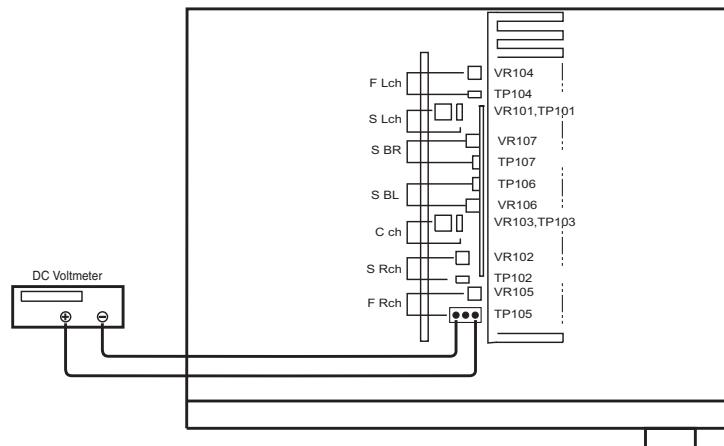 F Lch
S Lch
S BR
S BL
C ch
S Rch
F Rch
VR104
TP104
VR101,TP101
VR107
TP107
TP106
VR106
VR103,TP103
VR102
TP102
VR105
TP105
DC Voltmeter